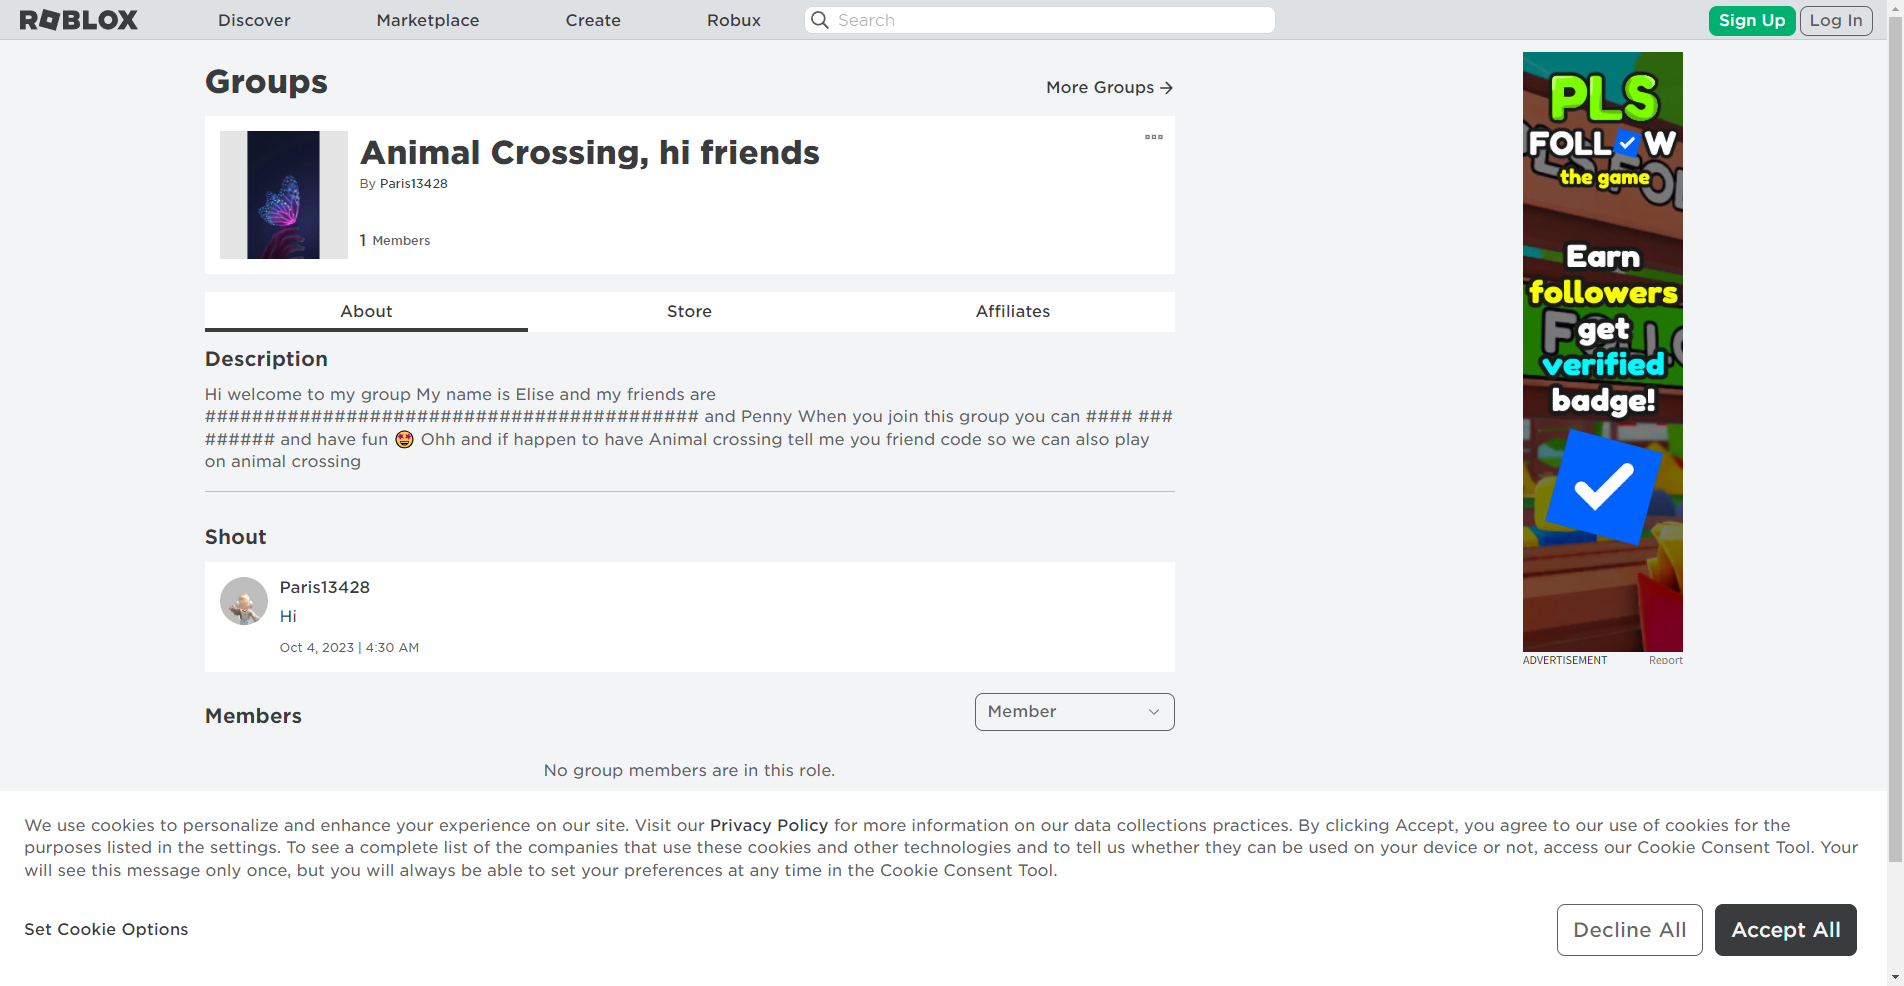 ROBLOX Discover Marketplace Create Robux Search Sign Up Log In
Groups
More Groups
Animal Crossing, hi friends
By Paris13428
1 Members
About Store Affiliates
Description
Hi welcome to my group My name is Elise and my friends are
########################################## and Penny When you join this group you can #### ###
###### and have fun 🤩 Ohh and if happen to have Animal crossing tell me you friend code so we can also play
on animal crossing
Shout
Paris13428
Hi
Oct 4, 2023 | 4:30 AM
Members
Member
No group members are in this role.
PLS
FOLLOW
the game
Earn
followers
get
verified
badge!
ADVERTISEMENT Report
We use cookies to personalize and enhance your experience on our site. Visit our Privacy Policy for more information on our data collections practices. By clicking Accept, you agree to our use of cookies for the
purposes listed in the settings. To see a complete list of the companies that use these cookies and other technologies and to tell us whether they can be used on your device or not, access our Cookie Consent Tool. Your
will see this message only once, but you will always be able to set your preferences at any time in the Cookie Consent Tool.
Set Cookie Options
Decline All
Accept All